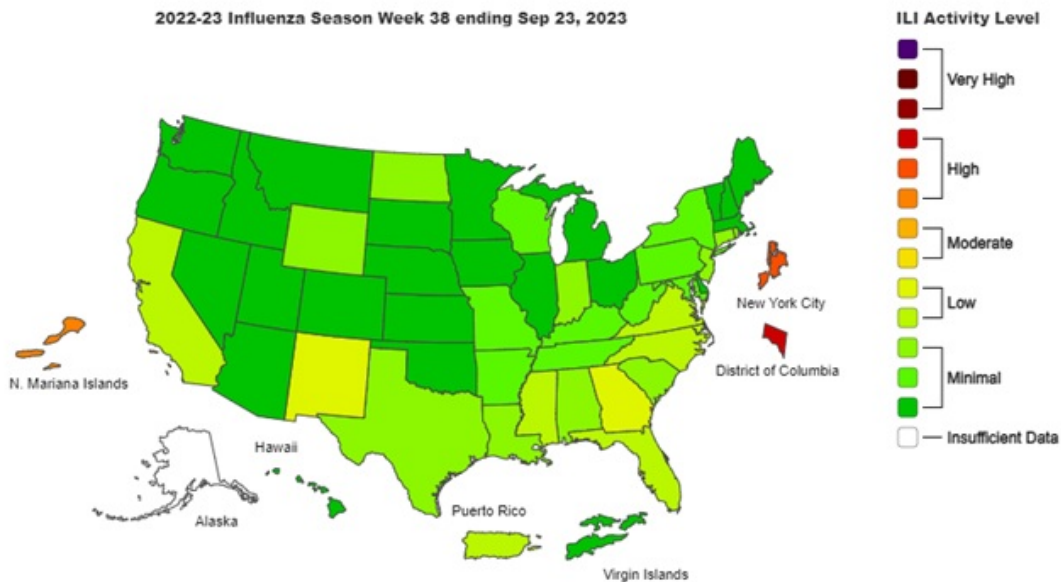 2022-23 Influenza Season Week 38 ending Sep 23, 2023
ILI Activity Level
Very High
High
Moderate
Low
Minimal
Insufficient Data
New York City
District of Columbia
N. Mariana Islands
Hawaii
Alaska
Puerto Rico
Virgin Islands